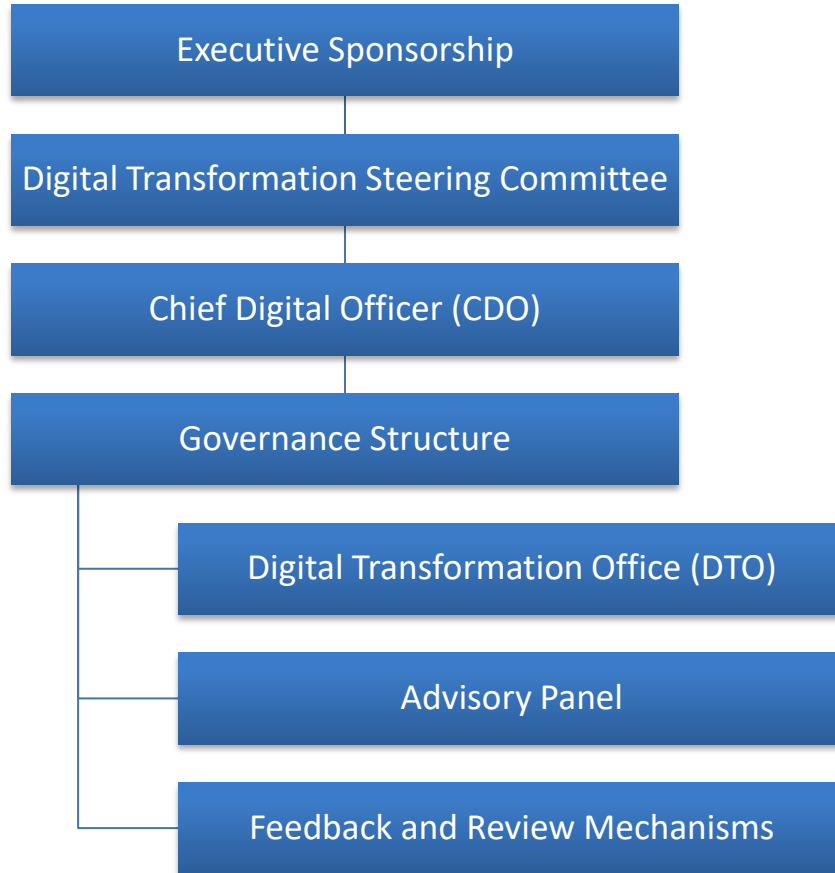 Executive Sponsorship
Digital Transformation Steering Committee
Chief Digital Officer (CDO)
Governance Structure
Digital Transformation Office (DTO)
Advisory Panel
Feedback and Review Mechanisms